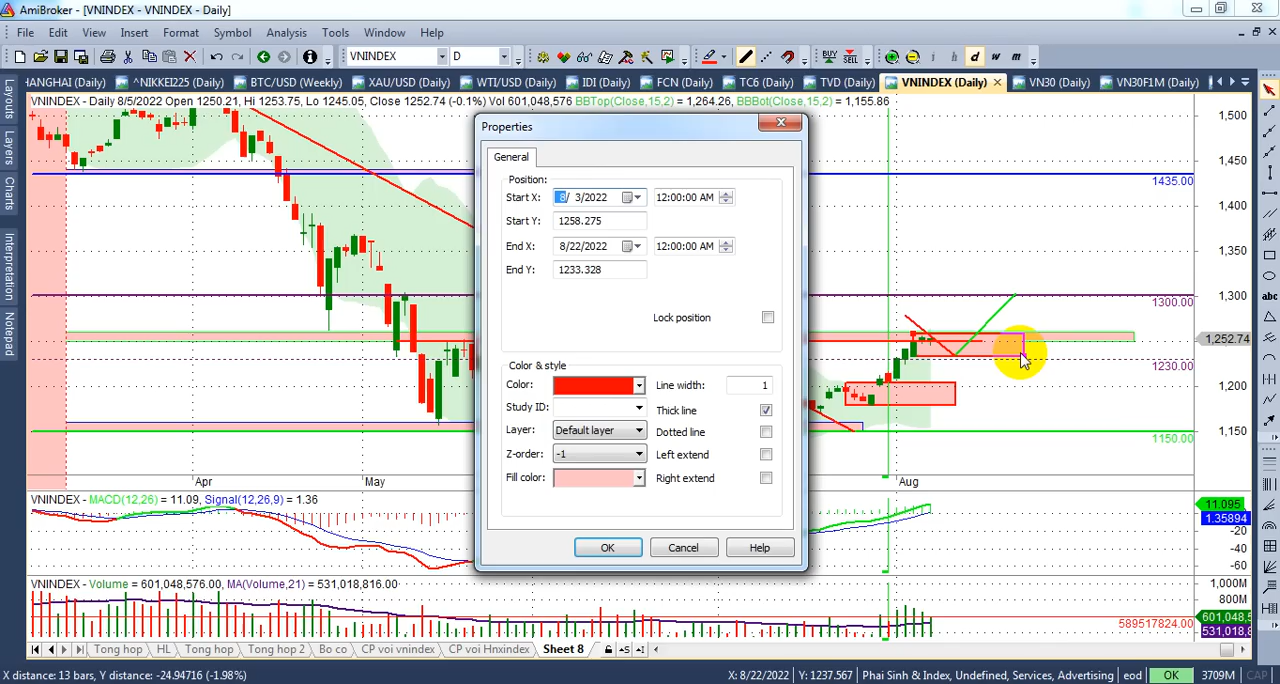 AmiBroker - [VNINDEX - Daily]
File Edit View Insert Format Symbol Analysis Tools Window Help
VNINDEX D BUY SELL i h d w m
HANGHAI (Daily) ^NIKKEI225 (Daily) BTC/USD (Weekly) XAU/USD (Daily) WTI/USD (Daily) IDI (Daily) FCN (Daily) TC6 (Daily) TVD (Daily) VNINDEX (Daily) VN30 (Daily) VN30F1M (Daily)
Layouts
Layers
Charts
Interpretation
Notepad
abc
VNINDEX - Daily 8/5/2022 Open 1250.21, Hi 1253.75, Lo 1245.05, Close 1252.74 (-0.1%) Vol 601,048,576 BBTop(Close,15,2) = 1,264.26, BBBot(Close,15,2) = 1,155.86
1,500
1,450
1435.00
1,400
1,350
1,300
1300.00
1,252.74
1230.00
1,200
1,150
1150.00
Properties
General
Position:
Start X: 8/ 3/2022 12:00:00 AM
Start Y: 1258.275
End X: 8/22/2022 12:00:00 AM
End Y: 1233.328
Lock position
Color & style
Color: Line width: 1
Study ID: Thick line
Layer: Default layer Dotted line
Z-order: -1 Left extend
Fill color: Right extend
OK Cancel Help
Apr May Aug
VNINDEX - MACD(12,26) = 11.09, Signal(12,26,9) = 1.36
11.095
1.35894
-20
-40
-60
VNINDEX - Volume = 601,048,576.00, MA(Volume,21) = 531,018,816.00
1,000M
800M
601,048,5
589517824.00
531,018,8
Tong hop HL Tong hop Tong hop 2 Bo co CP voi vnindex CP voi Hnxindex Sheet 8
X distance: 13 bars, Y distance: -24.94716 (-1.98%) X: 8/22/2022 Y: 1237.567 Phai Sinh & Index, Undefined, Services, Advertising eod OK 3709M CAP